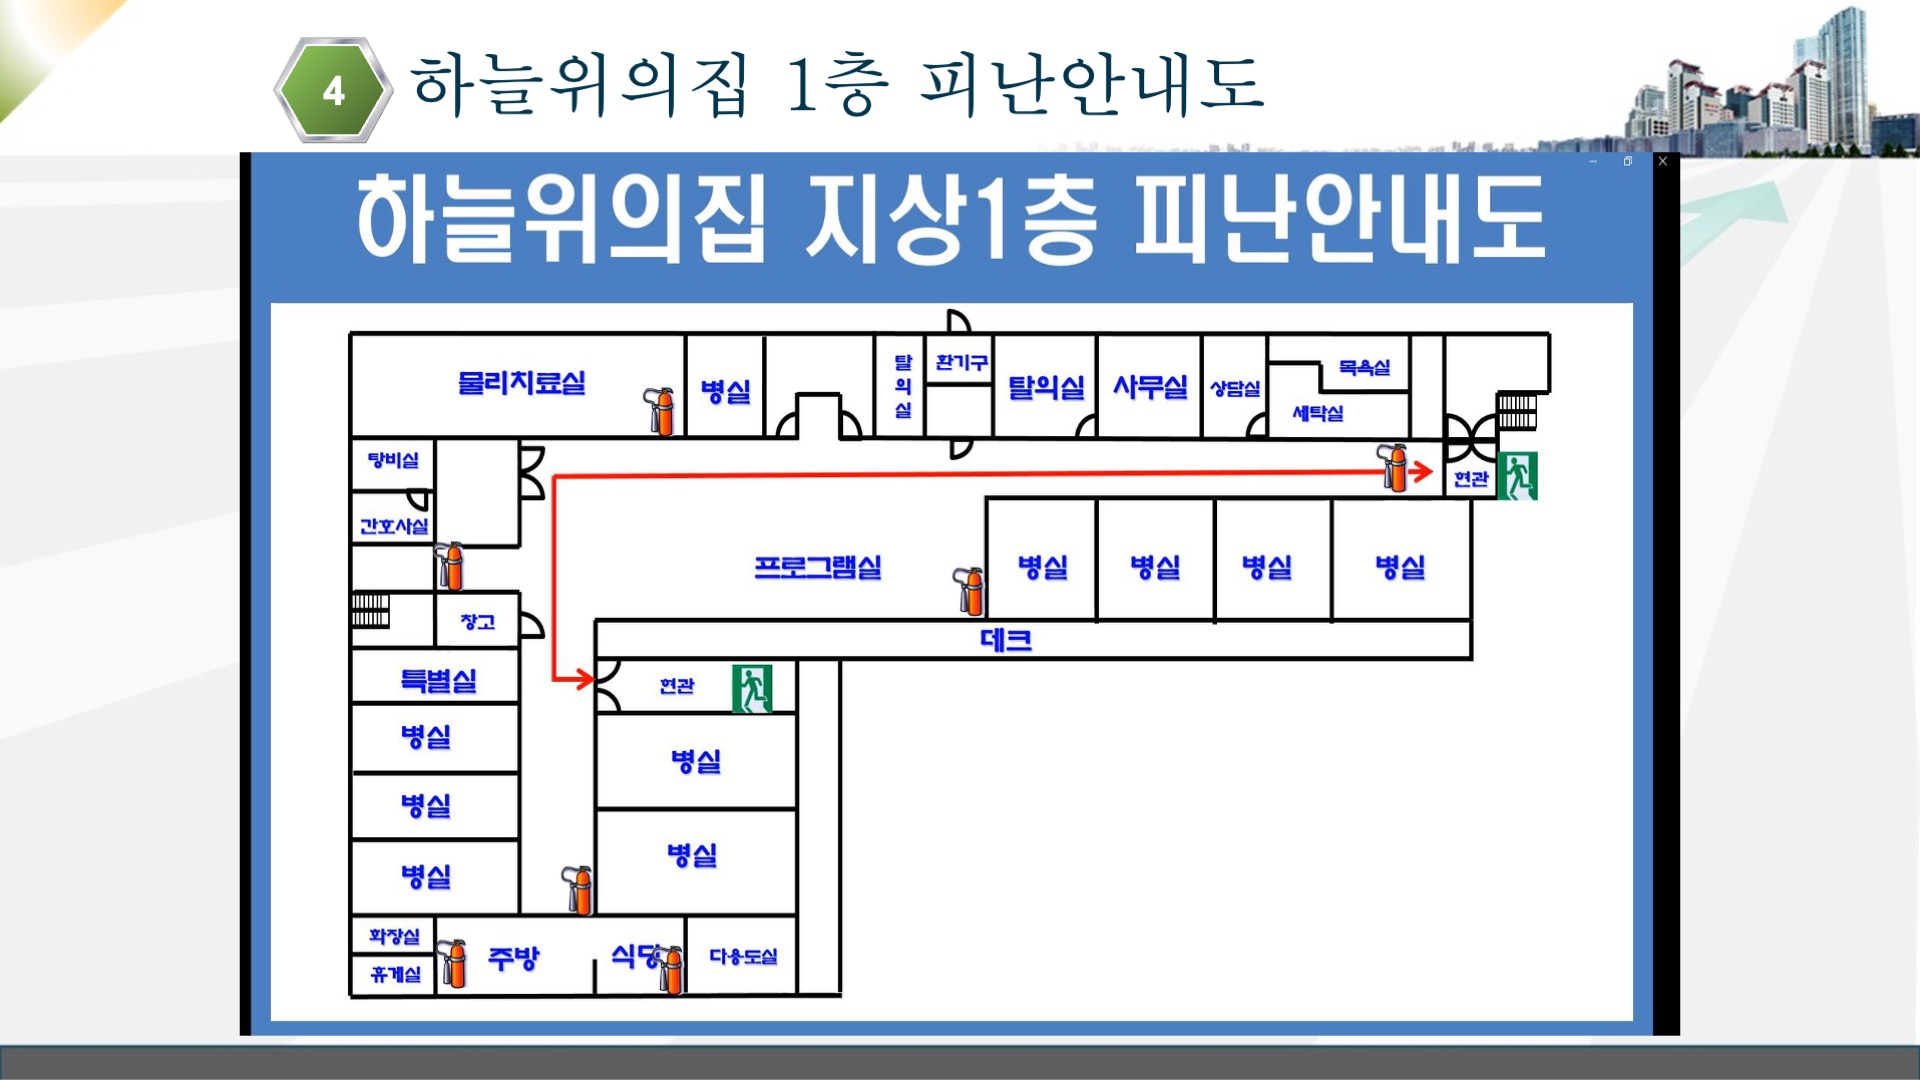 4
하늘위의집 1층 피난안내도
하늘위의집 지상1층 피난안내도
물리치료실
병실
탈의실
환기구
탈의실
사무실
상담실
목욕실
세탁실
탕비실
간호사실
현관
프로그램실
병실
병실
병실
병실
창고
데크
특별실
현관
병실
병실
병실
병실
병실
화장실
휴게실
주방
식당
다용도실